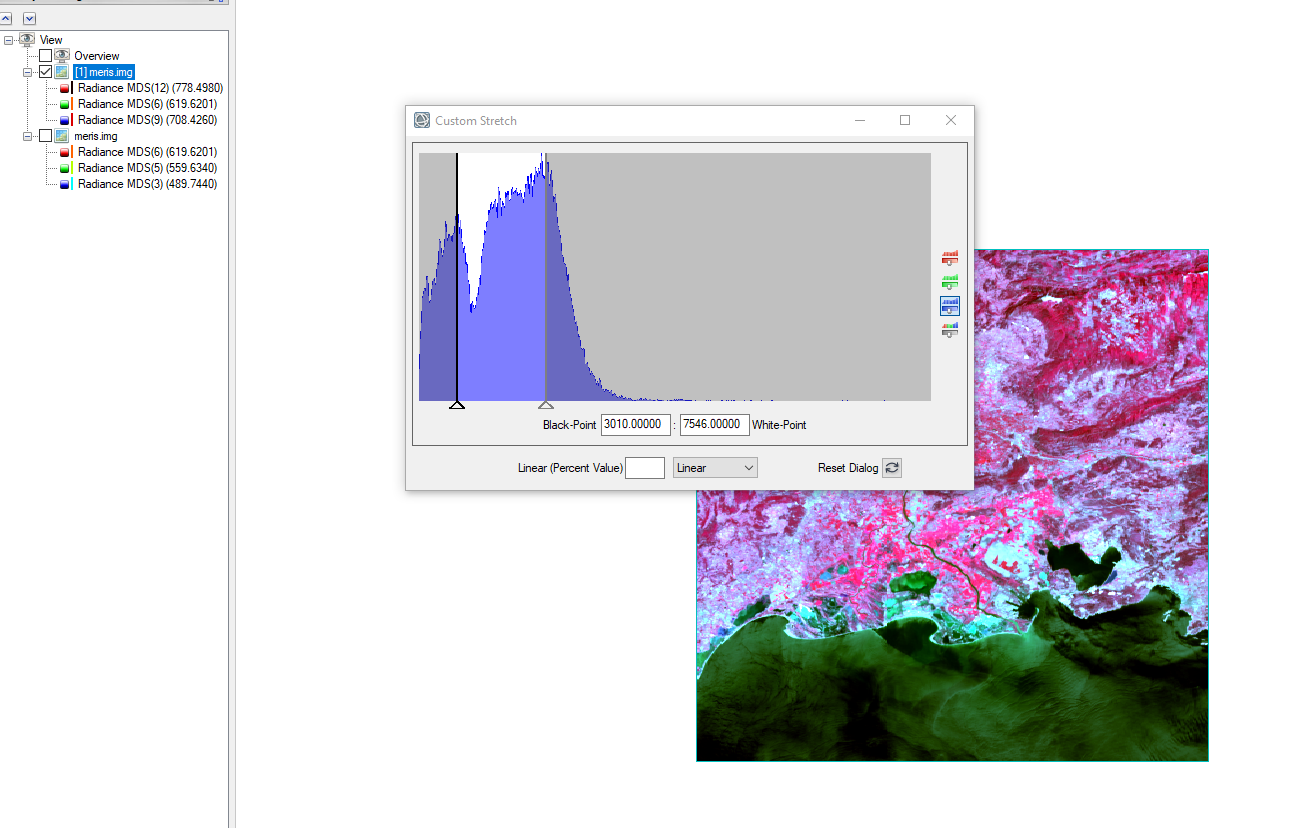 View
Overview
[1] meris.img
Radiance MDS(12) (778.4980)
Radiance MDS(6) (619.6201)
Radiance MDS(9) (708.4260)
meris.img
Radiance MDS(6) (619.6201)
Radiance MDS(5) (559.6340)
Radiance MDS(3) (489.7440)
Custom Stretch
Black-Point 3010.00000 : 7546.00000 White-Point
Linear (Percent Value) Linear Reset Dialog